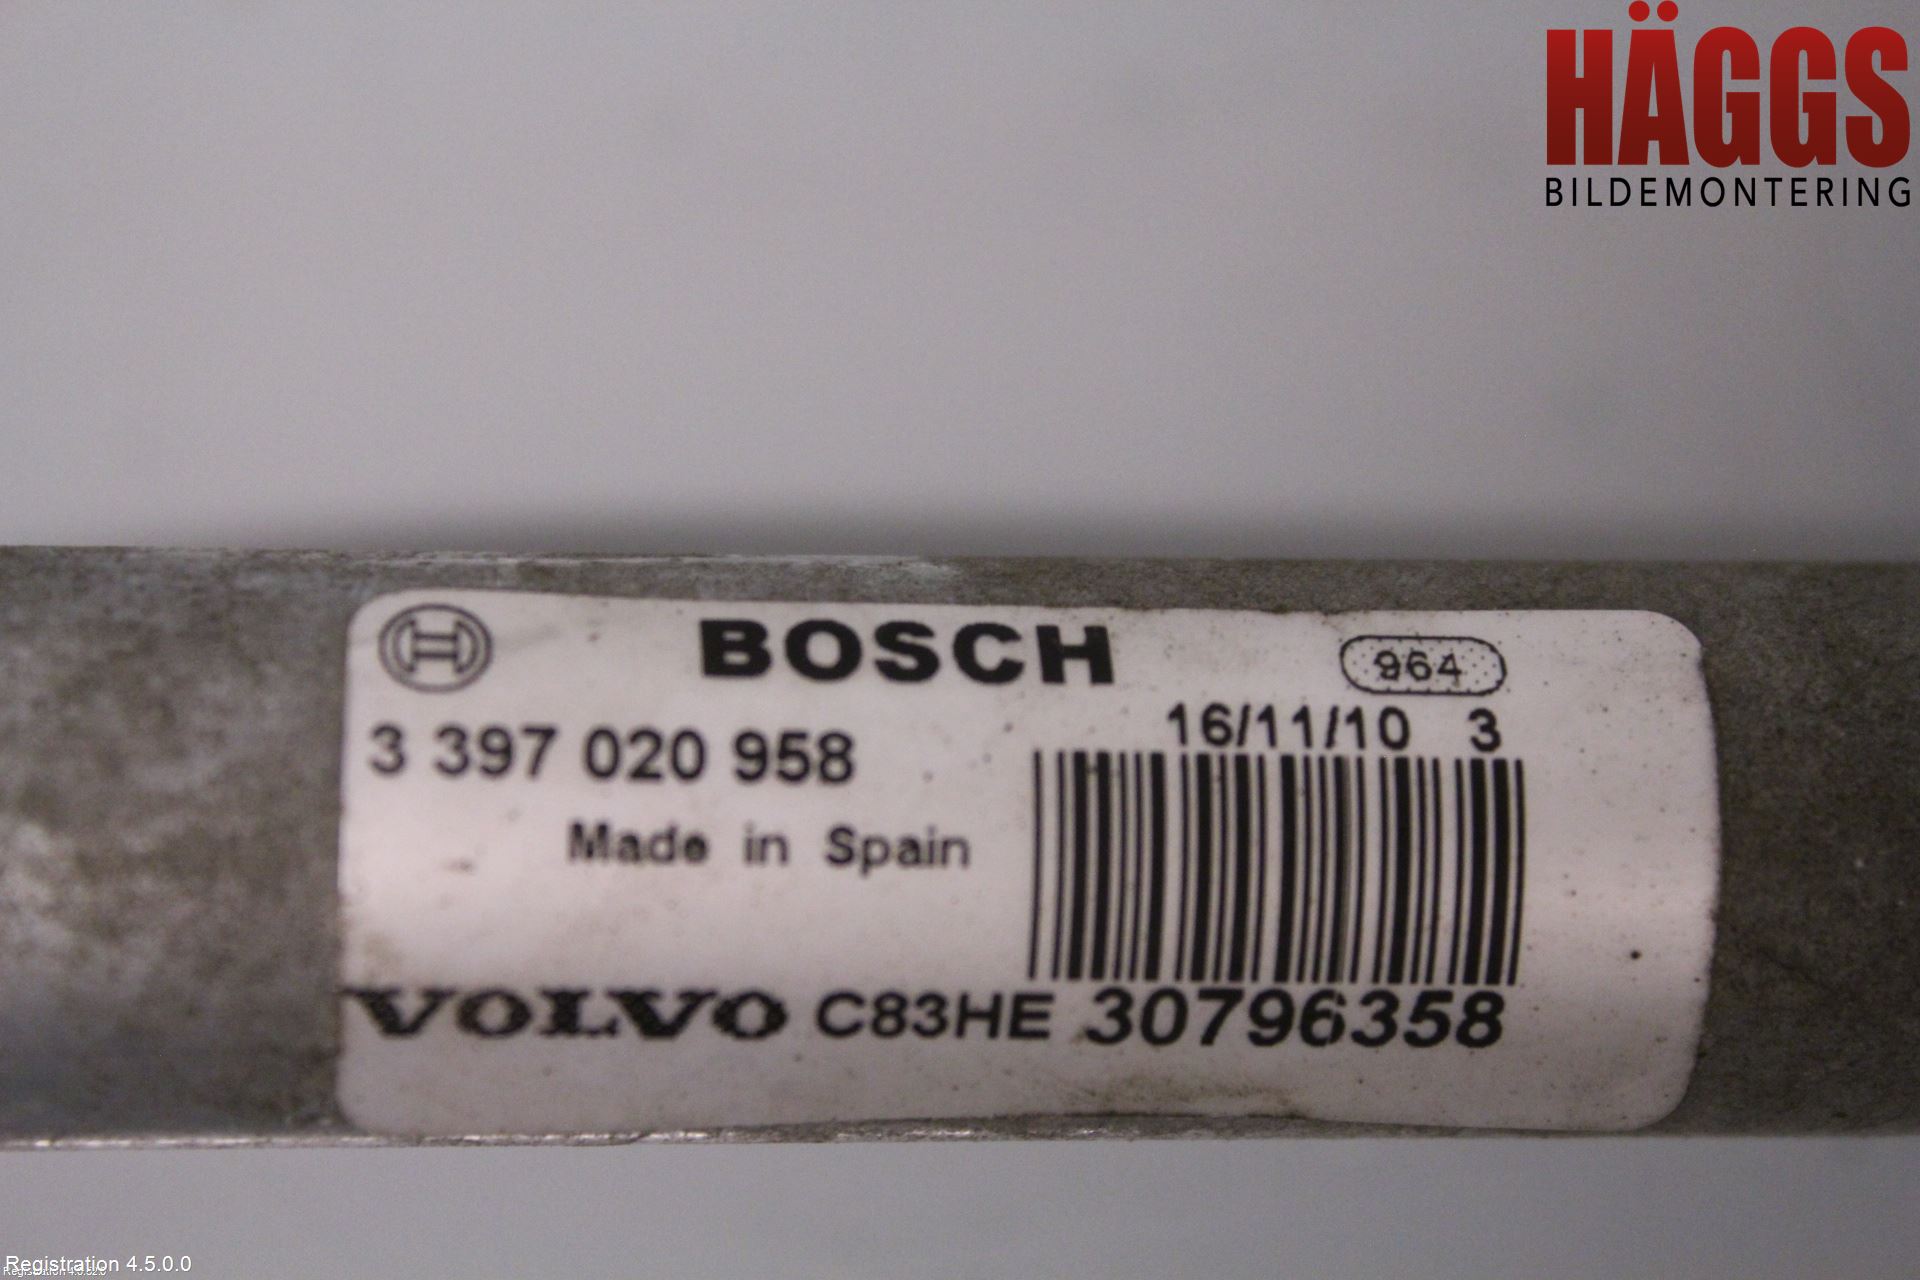 HÄGGS
BILDEMONTERING
BOSCH
964
16/11/10 3
3 397 020 958
Made in Spain
VOLVO C83HE 30796358
Registration 4.5.0.0